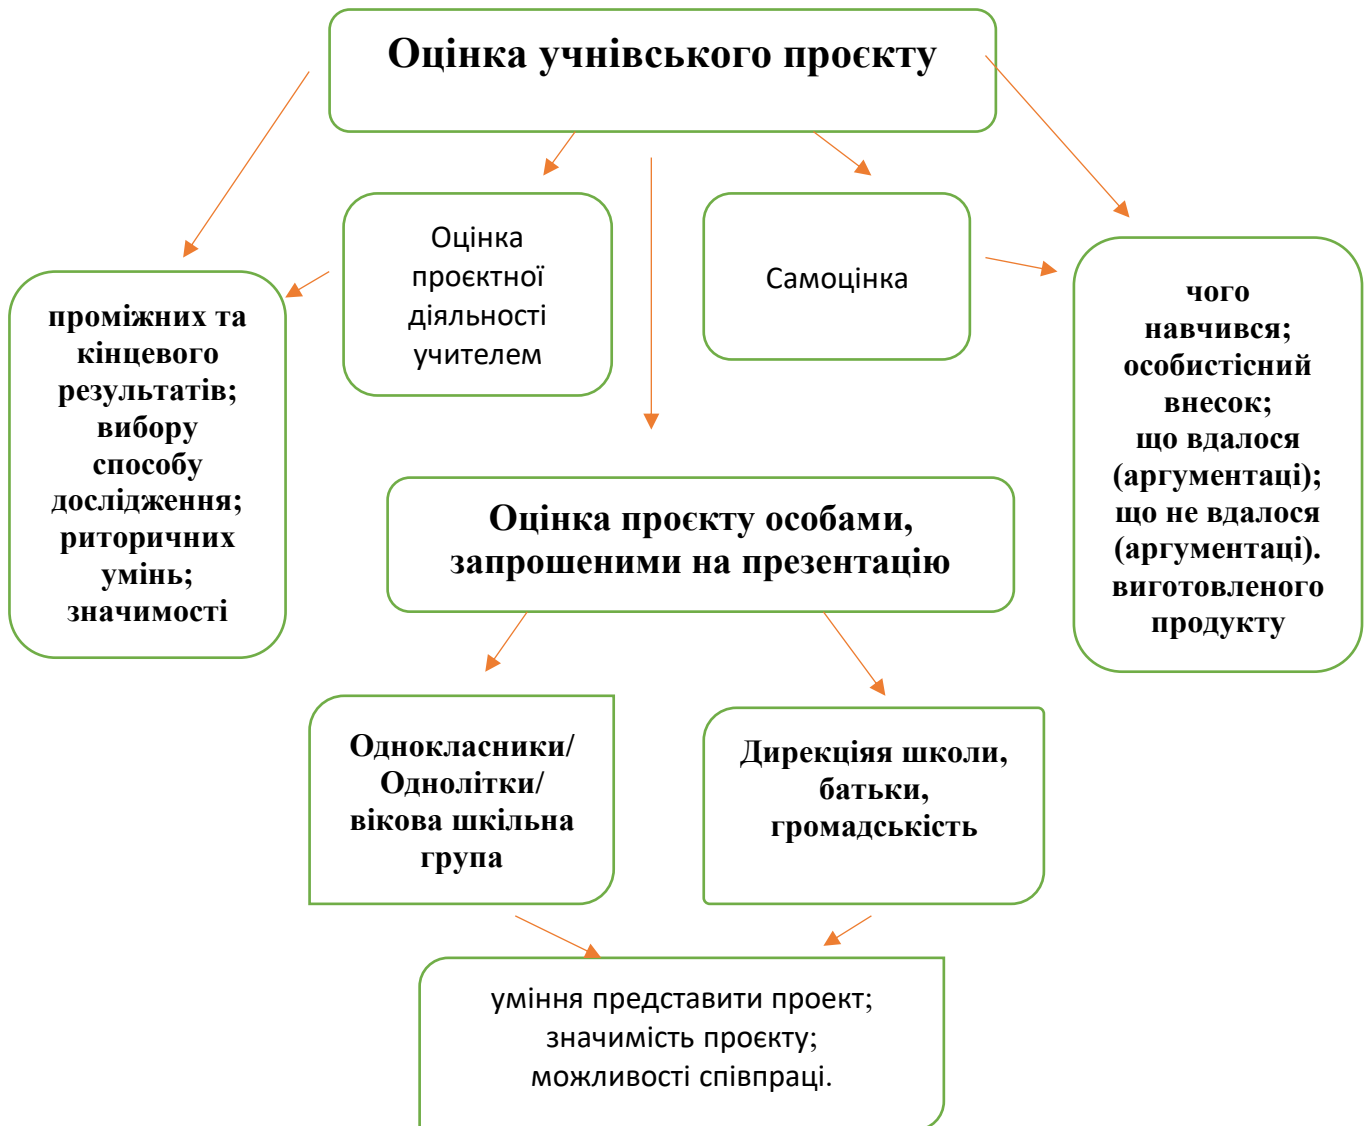 Оцінка учнівського проєкту
Оцінка
проєктної
діяльності
учителем
Самоцінка
проміжних та
кінцевого
результатів;
вибору
способу
дослідження;
риторичних
умінь;
значимості
чого
навчився;
особистісний
внесок;
що вдалося
(аргументаці);
що не вдалося
(аргументаці).
виготовленого
продукту
Оцінка проєкту особами,
запрошеними на презентацію
Однокласники/
Однолітки/
вікова шкільна
група
Дирекціяя школи,
батьки,
громадськість
уміння представити проект;
значимість проєкту;
можливості співпраці.